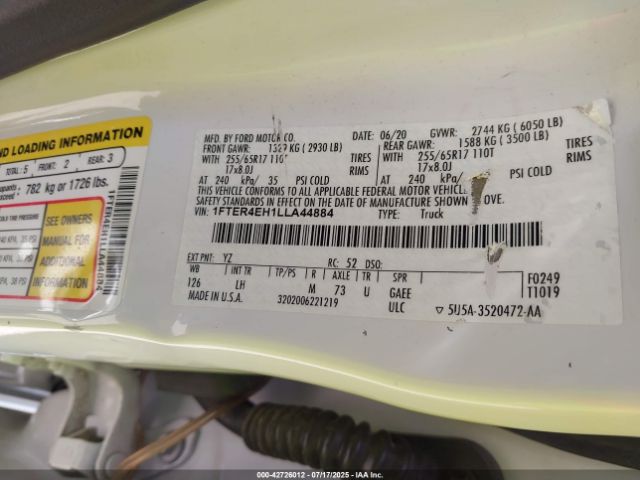 ND LOADING INFORMATION
TOTAL: 5 FRONT: 2 REAR: 3
782 kg or 1726 lbs.
SEE OWNERS
MANUAL FOR
ADDITIONAL
INFORMATION
1FTER4EH1LLA44884
MFD. BY FORD MOTOR CO. 06/20 GVWR: 2744 KG ( 6050 LB)
FRONT GAWR: KG ( 2930 LB) REAR GAWR: 1588 KG ( 3500 LB)
WITH 255/65R17 110T TIRES WITH 255/65R17 110T TIRES
17x8.0J RIMS 17x8.0J RIMS
AT 240 kPa/ 35 PSI COLD AT 240 kPa/ PSI COLD
THIS VEHICLE CONFORMS TO ALL APPLICABLE FEDERAL MOTOR VEHICLE
SAFETY STANDARDS IN EFFECT ON THE DATE OF MANUFACTURE SHOWN OVE.
VIN: 1FTER4EH1LLA44884 TYPE: Truck
EXT PNT: YZ RC: 52 DSO:
WB INT TR TP/PS R AXLE TR SPR F0249
126 LH M 73 U GAEE T1019
MADE IN U.S.A. 3202006221219 ULC ▽ 5U5A-3520472-AA
000-42726012 - 07/17/2025 - IAAI.COM